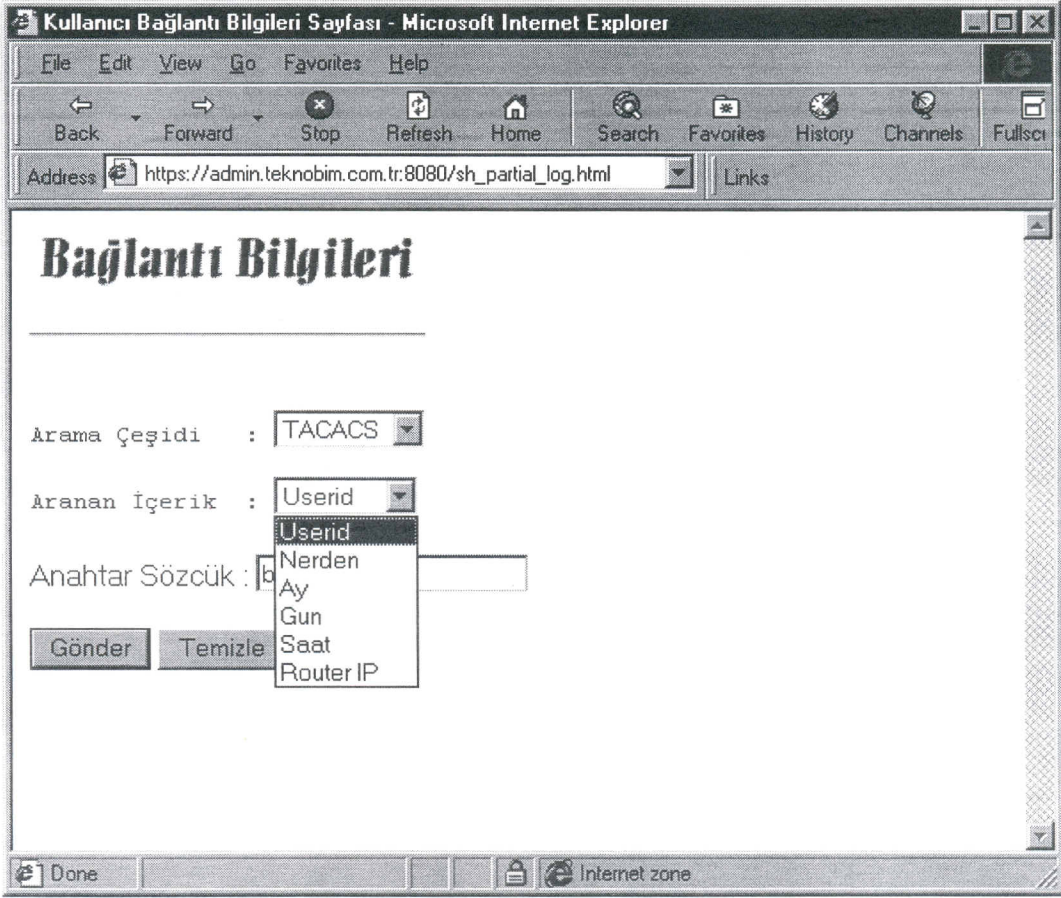 Kullanıcı Bağlantı Bilgileri Sayfası - Microsoft Internet Explorer
File Edit View Go Favorites Help
Back Forward Stop Refresh Home Search Favorites History Channels
Address https://admin.teknobim.com.tr:8080/sh_partial_log.html Links
Bağlantı Bilgileri
Arama Çeşidi : TACACS
Aranan İçerik : Userid
Userid
Nerden
Anahtar Sözcük : b
Ay
Gun
Gönder Temizle Saat
Router IP
Done Internet zone